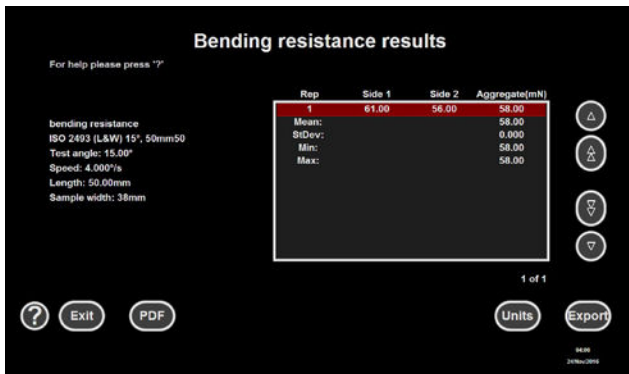 Bending resistance results
For help please press '?'
Rep Side 1 Side 2 Aggregate(mN)
1 61.00 56.00 58.00
Mean: 58.00
StDev: 0.000
Min: 58.00
Max: 58.00
bending resistance
ISO 2493 (L&W) 15°, 50mm50
Test angle: 15.00°
Speed: 4.000°/s
Length: 50.00mm
Sample width: 38mm
1 of 1
? Exit PDF Units Export
24/Nov/2016